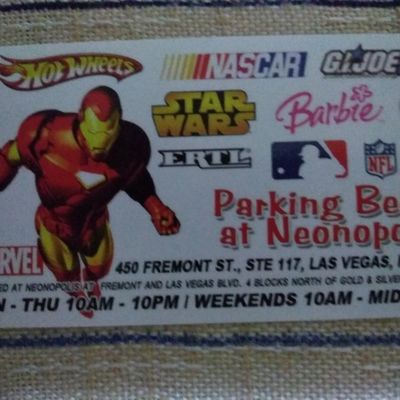 HOT WHEELS NASCAR G.I.JOE
STAR WARS Barbie
ERTL NFL
Parking Be
at Neonopo
RVEL 450 FREMONT ST., STE 117, LAS VEGAS,
ED AT NEONOPOLIS AT FREMONT AND LAS VEGAS BLVD. 4 BLOCKS NORTH OF GOLD & SILVE
N - THU 10AM - 10PM / WEEKENDS 10AM - MID